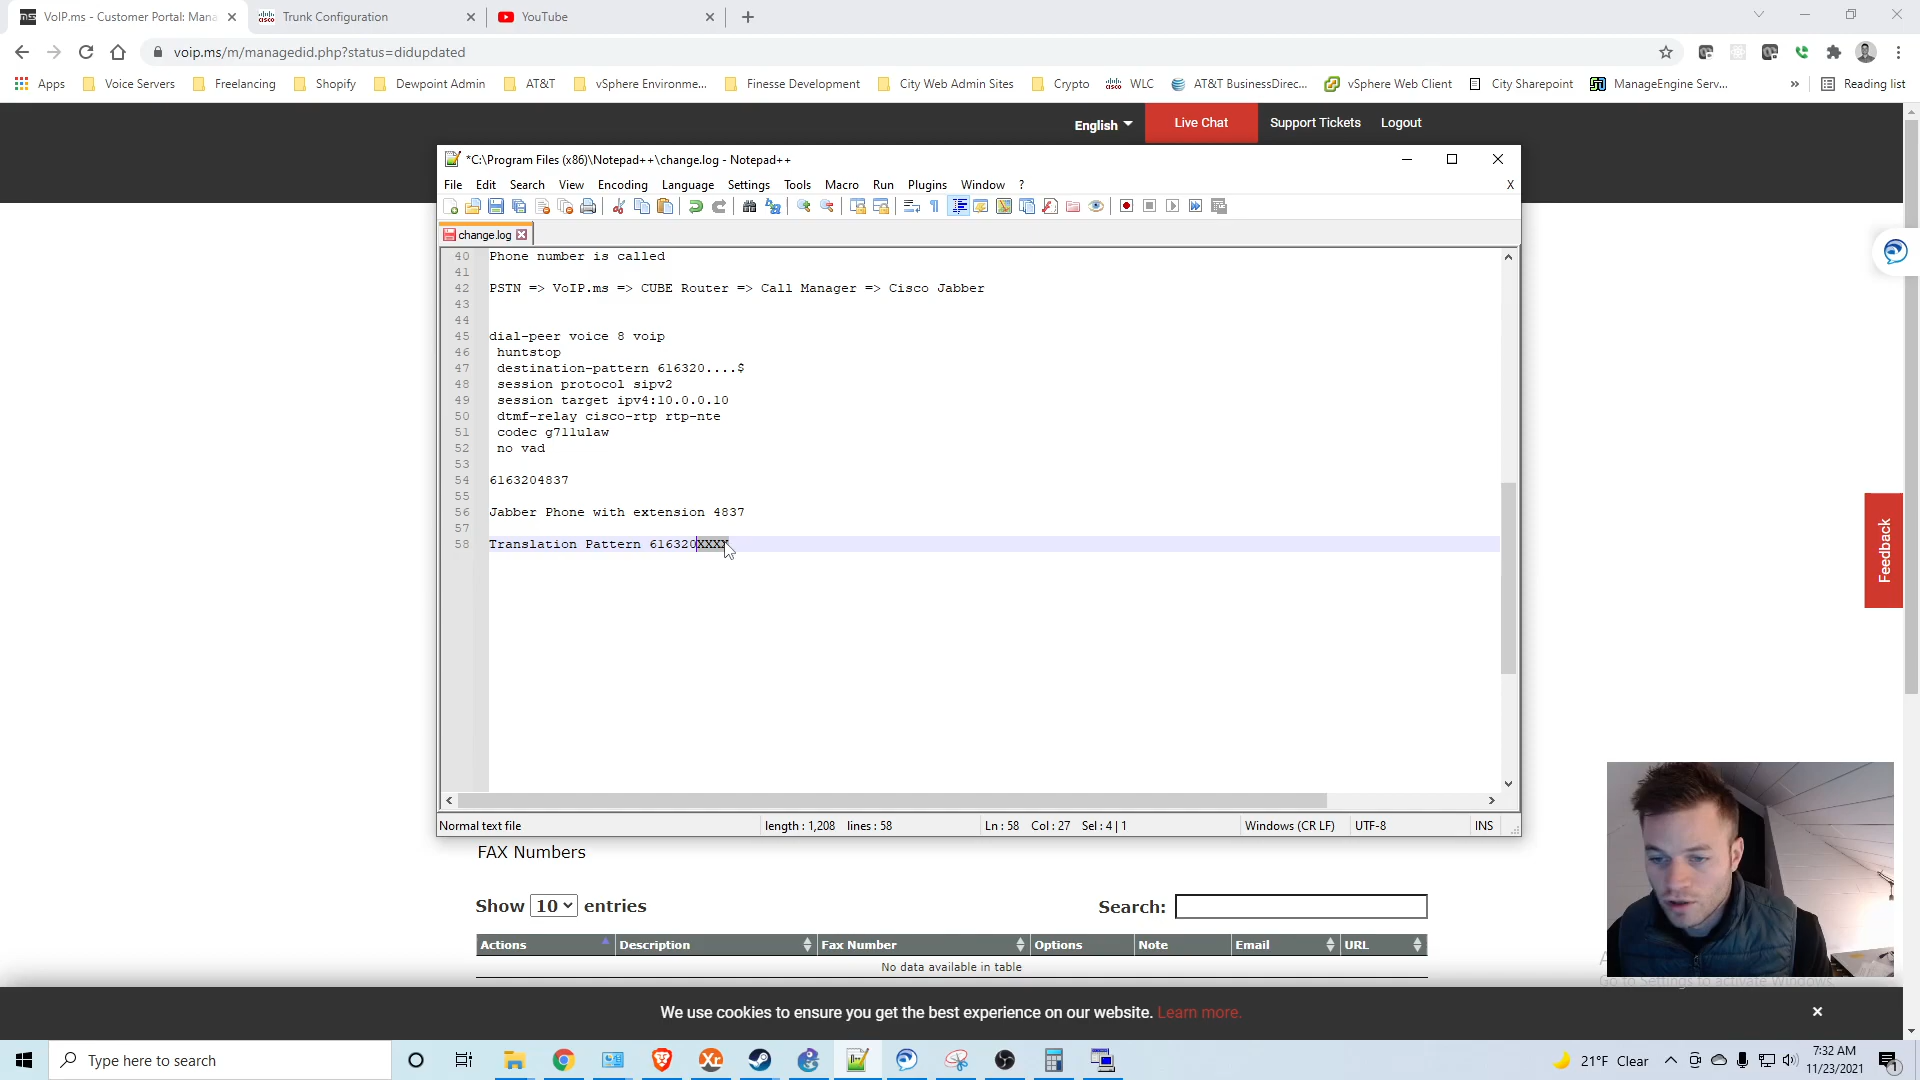 VoIP.ms - Customer Portal: Mana
Trunk Configuration
YouTube
voip.ms/m/managedid.php?status=didupdated
Apps
Voice Servers
Freelancing
Shopify
Dewpoint Admin
AT&T
vSphere Environme...
Finesse Development
City Web Admin Sites
Crypto
WLC
AT&T BusinessDirec...
vSphere Web Client
City Sharepoint
ManageEngine Serv...
»
Reading list
English
Live Chat
Support Tickets
Logout
*C:\Program Files (x86)\Notepad++\change.log - Notepad++
File Edit Search View Encoding Language Settings Tools Macro Run Plugins Window ?
X
change.log
40 Phone number is called
41
42 PSTN => VoIP.ms => CUBE Router => Call Manager => Cisco Jabber
43
44
45 dial-peer voice 8 voip
46 huntstop
47 destination-pattern 616320....$
48 session protocol sipv2
49 session target ipv4:10.0.0.10
50 dtmf-relay cisco-rtp rtp-nte
51 codec g711ulaw
52 no vad
53
54 6163204837
55
56 Jabber Phone with extension 4837
57
58 Translation Pattern 616320XXXX
Normal text file
length : 1,208 lines : 58
Ln : 58 Col : 27 Sel : 4 | 1
Windows (CR LF)
UTF-8
INS
Feedback
FAX Numbers
Show 10 entries
Search:
Actions
Description
Fax Number
Options
Note
Email
URL
No data available in table
We use cookies to ensure you get the best experience on our website. Learn more.
Type here to search
21°F Clear
7:32 AM
11/23/2021